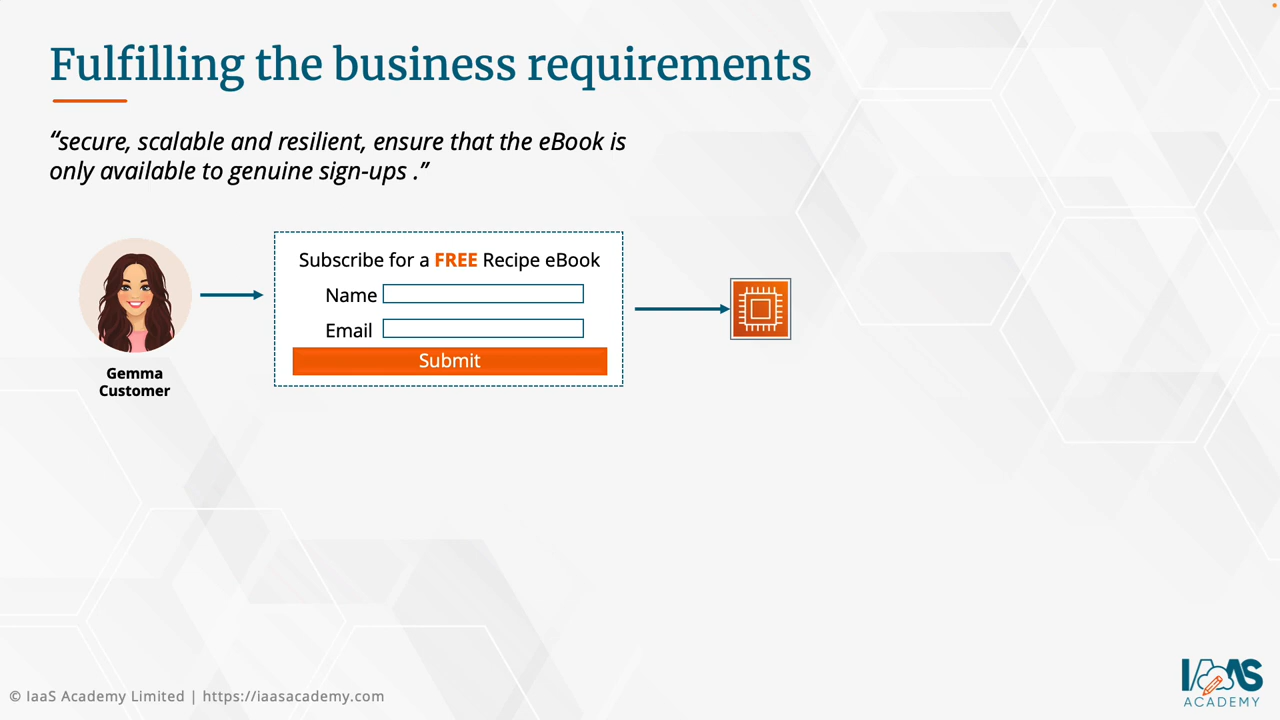 Fulfilling the business requirements
“secure, scalable and resilient, ensure that the eBook is
only available to genuine sign-ups .”
Subscribe for a FREE Recipe eBook
Name
Email
Submit
Gemma
Customer
© IaaS Academy Limited | https://iaasacademy.com
IAAS
ACADEMY